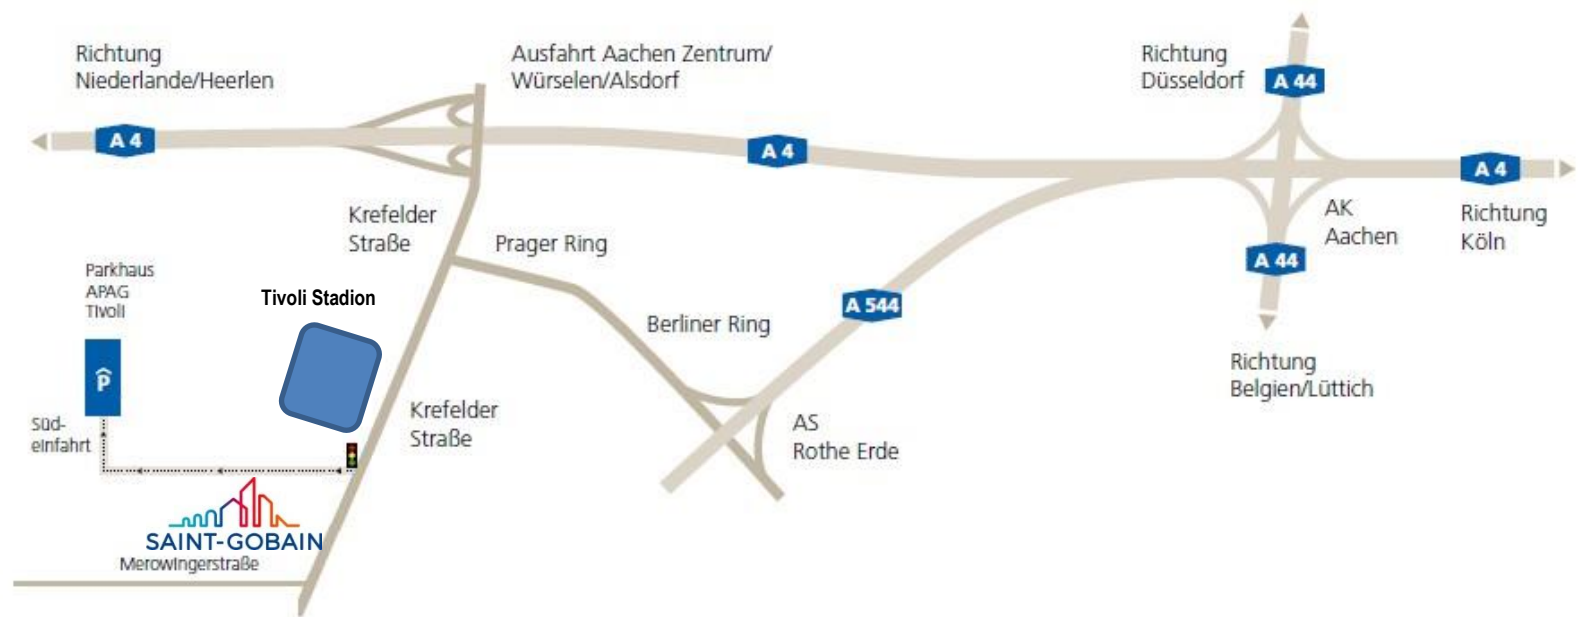 Richtung
Niederlande/Heerlen
Ausfahrt Aachen Zentrum/
Würselen/Alsdorf
Richtung
Düsseldorf
A 44
A 4
A 4
A 4
Krefelder
Straße
Prager Ring
AK
Aachen
Richtung
Köln
A 44
Parkhaus
APAG
Tivoli
Tivoli Stadion
A 544
Berliner Ring
Richtung
Belgien/Lüttich
P
Krefelder
Straße
Süd-
einfahrt
AS
Rothe Erde
SAINT-GOBAIN
Merowingerstraße